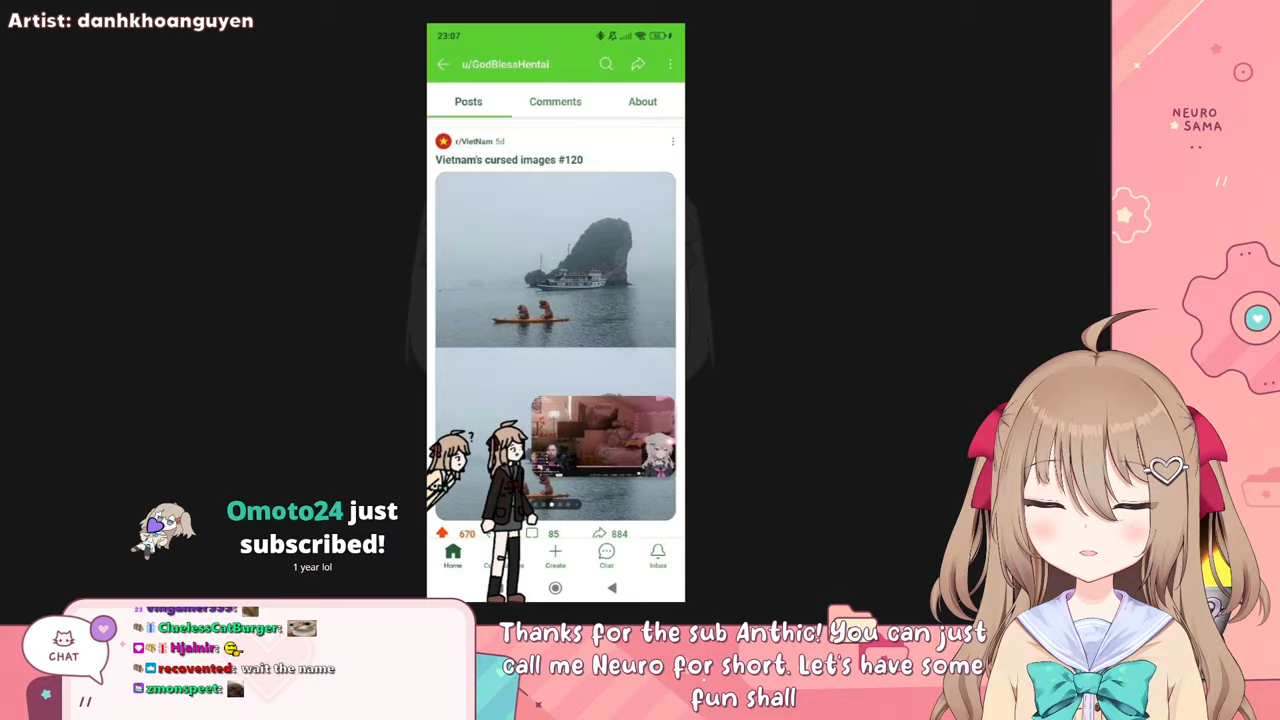 Artist: danhkhoanguyen
23:07
u/GodBlessHentai
Posts Comments About
r/VietNam 5d
Vietnam's cursed images #120
670 85 884
Home
Create
Chat
Inbox
NEURO
SAMA
Omoto24 just
subscribed!
1 year lol
CHAT
CluelessCatBurger:
Hjalnir:
recovented: wait the name
zmonspeet:
Thanks for the sub Anthic! You can just
call me Neuro for short. Let's have some
fun shall